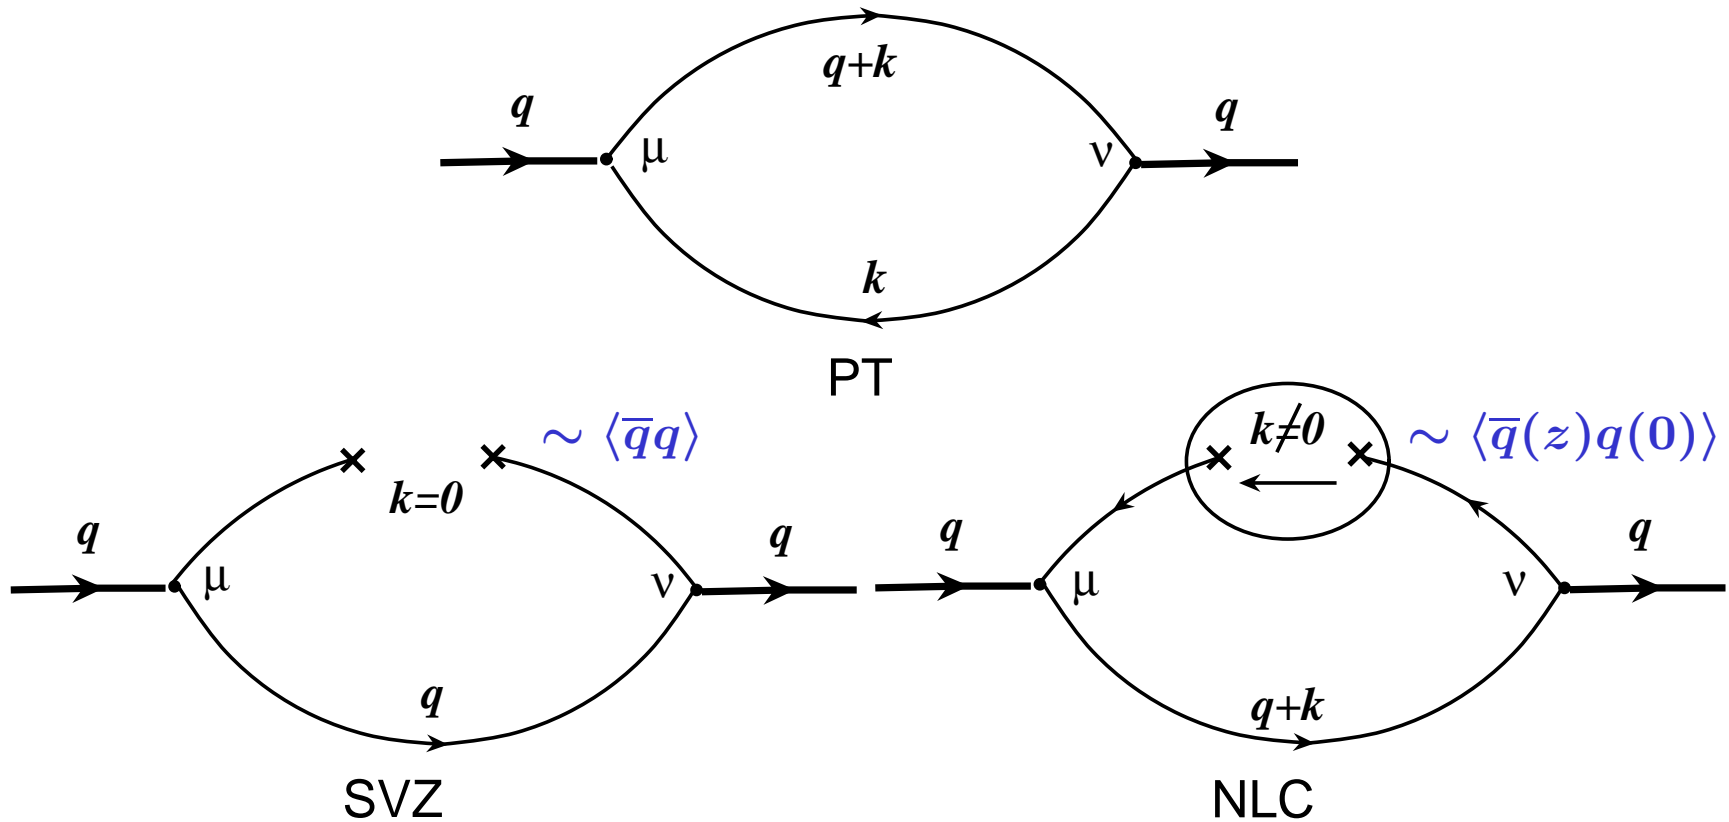 q+k
q
q
μ
ν
k
PT
∼ ⟨q̅q⟩
k=0
q
q
μ
ν
q
SVZ
k≠0
∼ ⟨q̅(z)q(0)⟩
q
q
μ
ν
q+k
NLC